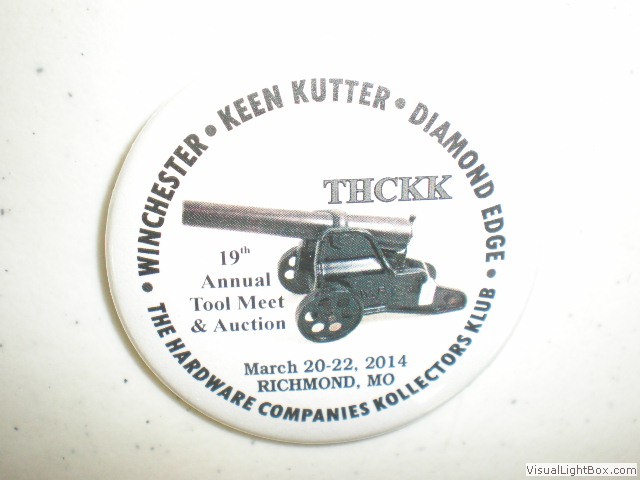 • WINCHESTER • KEEN KUTTER • DIAMOND EDGE •
THCKK
19th
Annual
Tool Meet
& Auction
March 20-22, 2014
RICHMOND, MO
THE HARDWARE COMPANIES KOLLECTORS KLUB
VisualLightBox.com